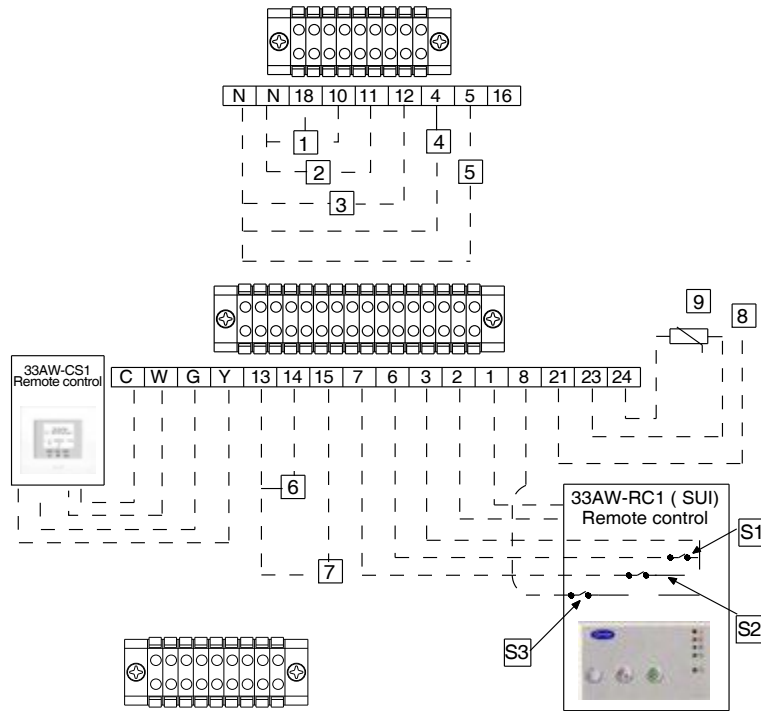 N N 18 10 11 12 4 5 16
1
4
2
5
3
9
8
33AW-CS1
Remote control
C W G Y 13 14 15 7 6 3 2 1 8 21 23 24
6
33AW-RC1 ( SUI)
Remote control
S1
7
S2
S3